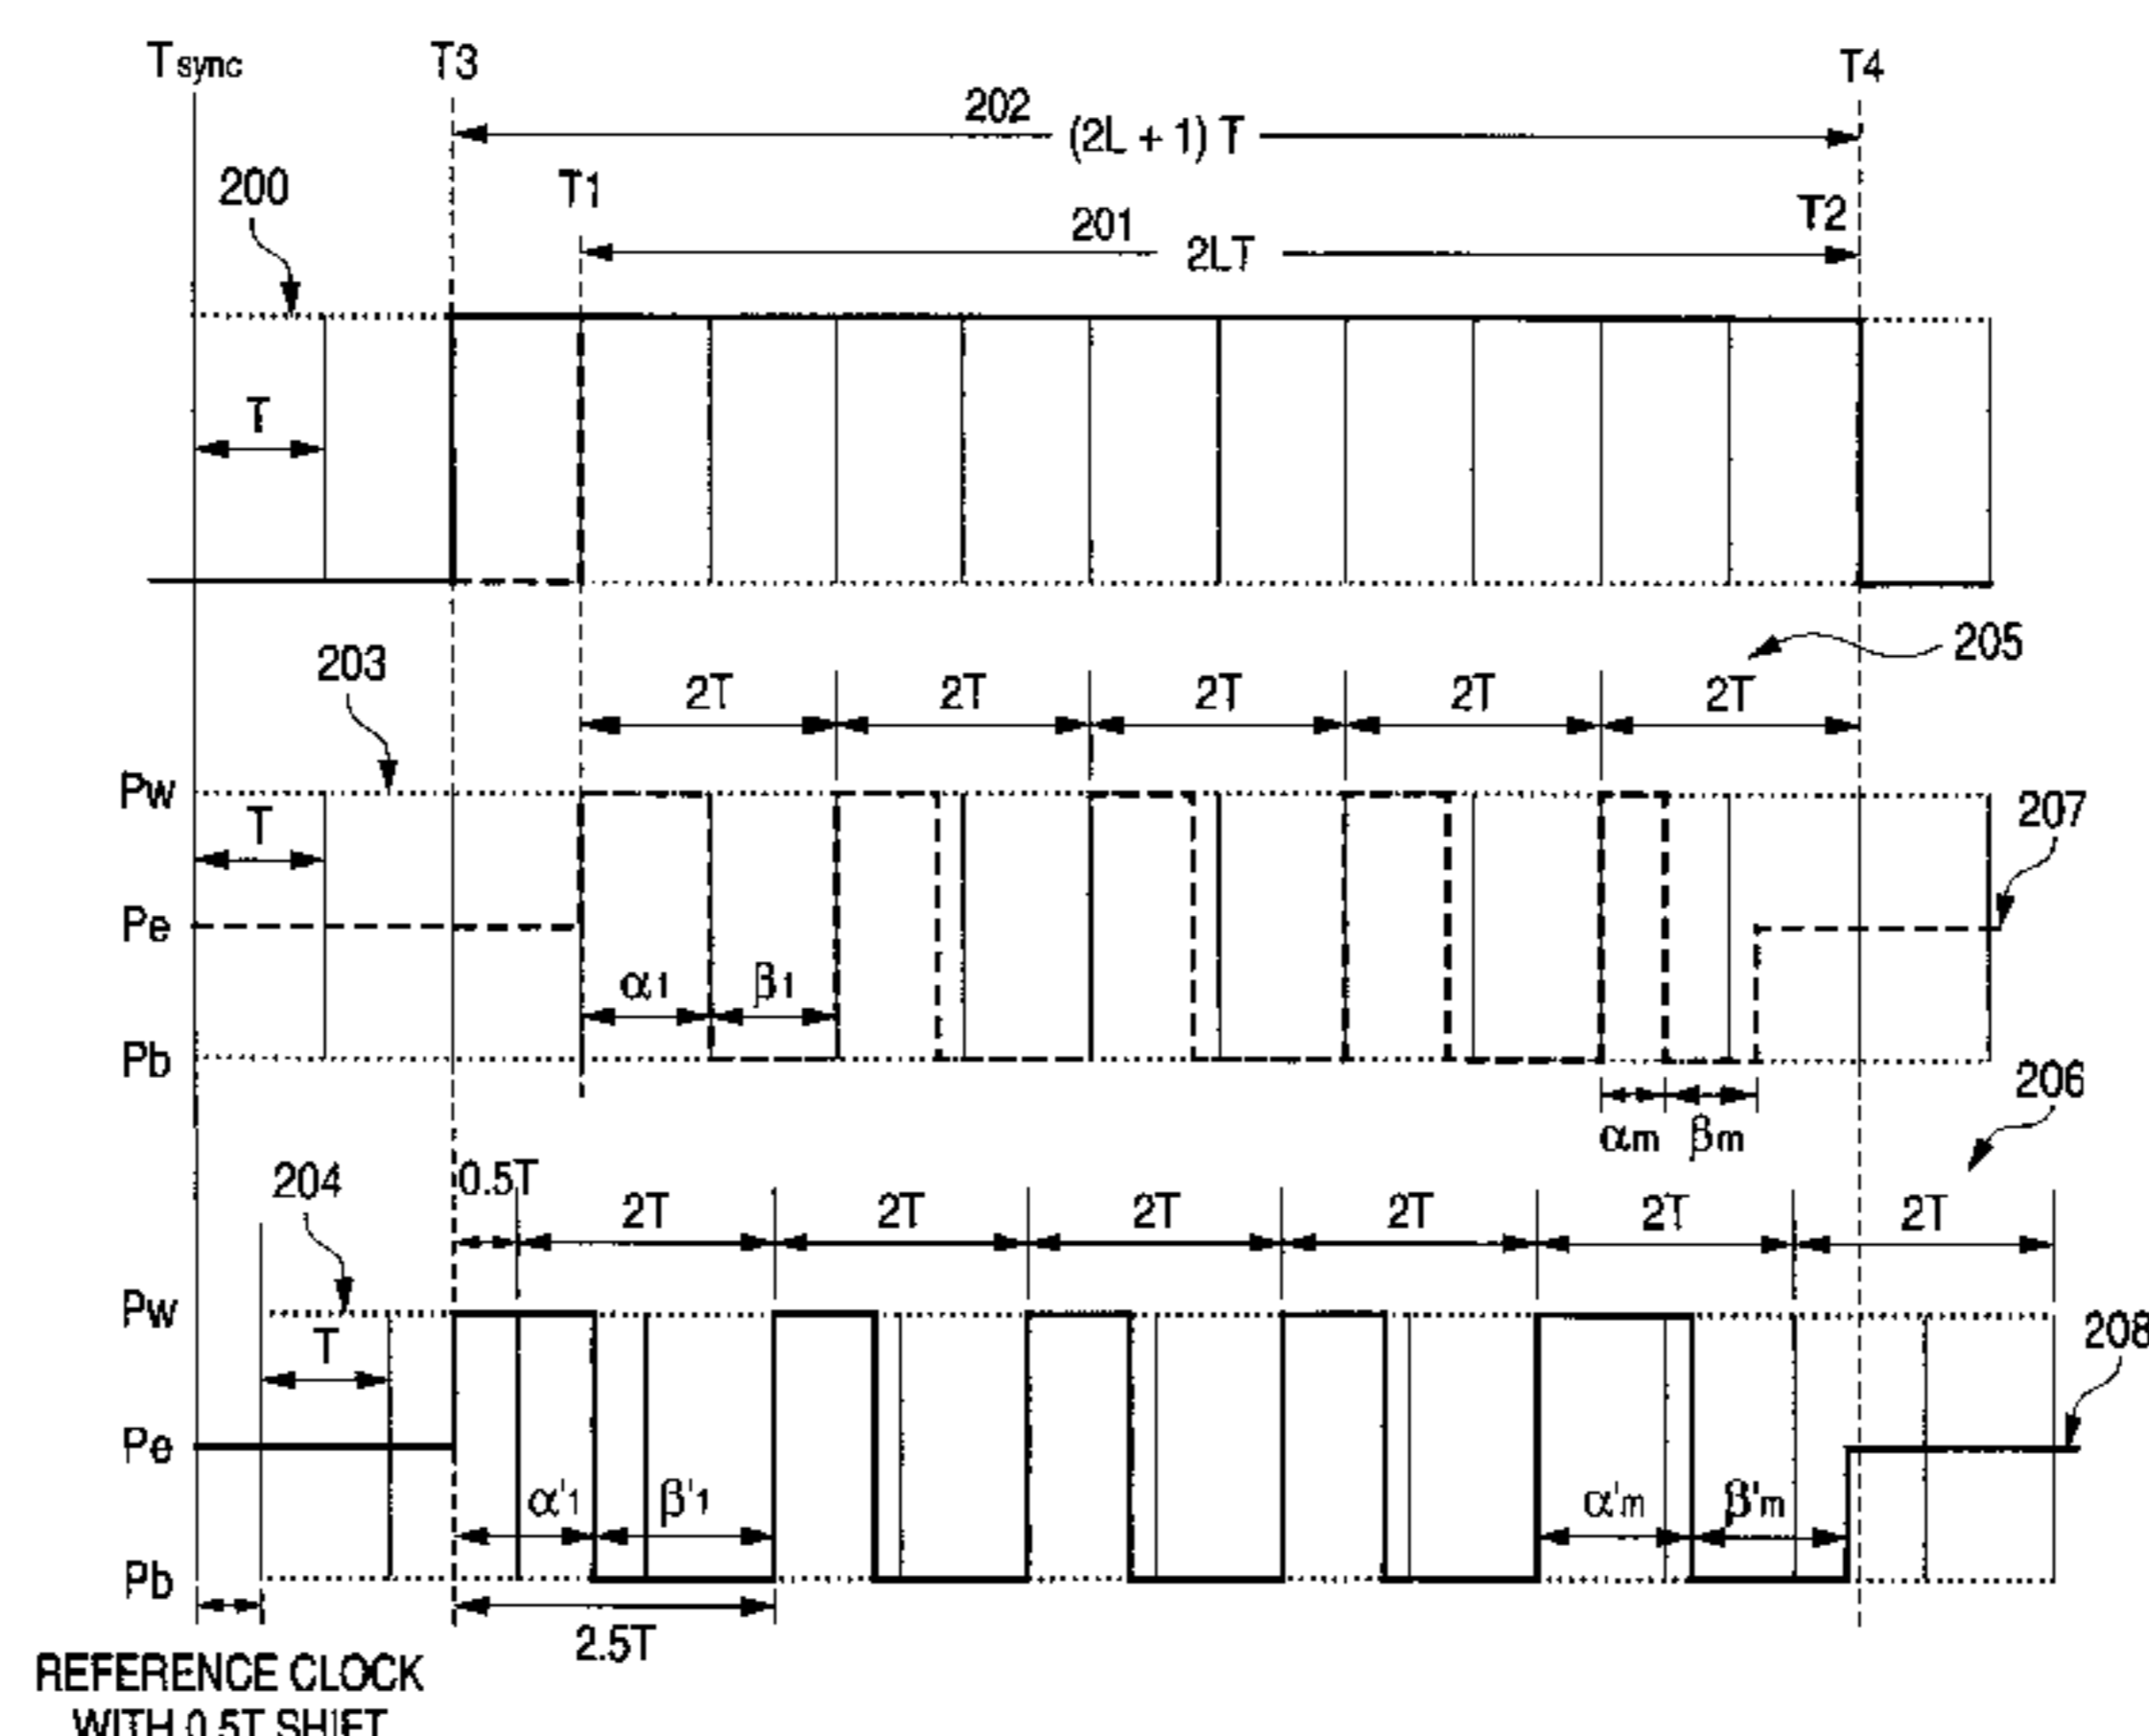 Tsync T3 T4
202
(2L + 1) T
200 T1 T2
201
2LT
T
205
203
2T 2T 2T 2T 2T
Pw
207
T
Pe
α1 β1
Pb
206
αm βm
204 0.5T
2T 2T 2T 2T 2T 2T
Pw
208
T
Pe
α'1 β'1 α'm β'm
Pb
2.5T
REFERENCE CLOCK
WITH 0.5T SHIFT